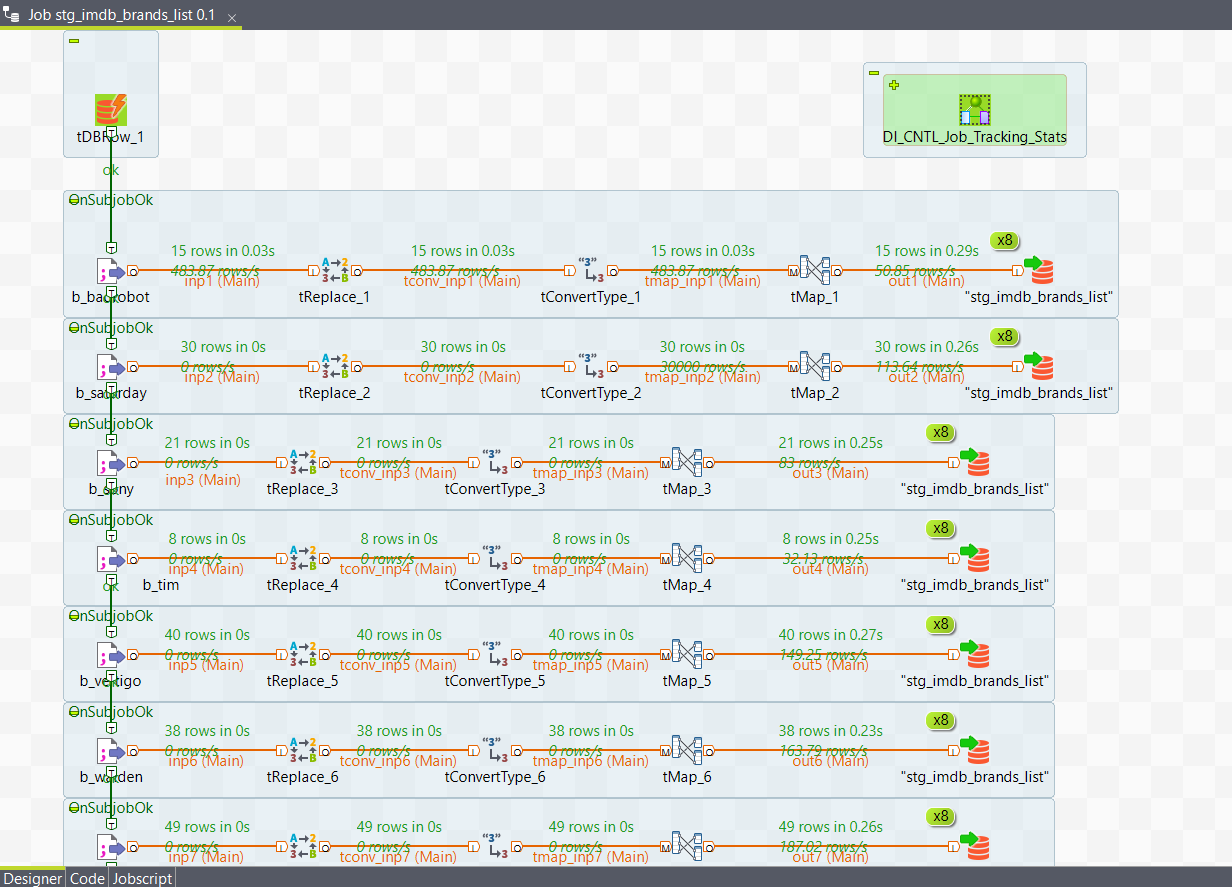 Job stg_imdb_brands_list 0.1
tDBRow_1
DI_CNTL_Job_Tracking_Stats
ok
OnSubjobOk
x8
15 rows in 0.03s 15 rows in 0.03s 15 rows in 0.03s 15 rows in 0.29s
483.87 rows/s 483.87 rows/s 483.87 rows/s 50.85 rows/s
inp1 (Main) tconv_inp1 (Main) tmap_inp1 (Main) out1 (Main)
tReplace_1 tConvertType_1 tMap_1 "stg_imdb_brands_list"
OnSubjobOk
x8
30 rows in 0s 30 rows in 0s 30 rows in 0s 30 rows in 0.26s
0 rows/s 0 rows/s 30000 rows/s 113.64 rows/s
inp2 (Main) tconv_inp2 (Main) tmap_inp2 (Main) out2 (Main)
tReplace_2 tConvertType_2 tMap_2 "stg_imdb_brands_list"
OnSubjobOk
x8
21 rows in 0s 21 rows in 0s 21 rows in 0s 21 rows in 0.25s
0 rows/s 0 rows/s 0 rows/s 83 rows/s
inp3 (Main) tconv_inp3 (Main) tmap_inp3 (Main) out3 (Main)
tReplace_3 tConvertType_3 tMap_3 "stg_imdb_brands_list"
OnSubjobOk
x8
8 rows in 0s 8 rows in 0s 8 rows in 0s 8 rows in 0.25s
0 rows/s 0 rows/s 0 rows/s 32.13 rows/s
inp4 (Main) tconv_inp4 (Main) tmap_inp4 (Main) out4 (Main)
ok b_tim tReplace_4 tConvertType_4 tMap_4 "stg_imdb_brands_list"
OnSubjobOk
x8
40 rows in 0s 40 rows in 0s 40 rows in 0s 40 rows in 0.27s
0 rows/s 0 rows/s 0 rows/s 149.25 rows/s
inp5 (Main) tconv_inp5 (Main) tmap_inp5 (Main) out5 (Main)
b_vertigo tReplace_5 tConvertType_5 tMap_5 "stg_imdb_brands_list"
OnSubjobOk
x8
38 rows in 0s 38 rows in 0s 38 rows in 0s 38 rows in 0.23s
0 rows/s 0 rows/s 0 rows/s 163.79 rows/s
inp6 (Main) tconv_inp6 (Main) tmap_inp6 (Main) out6 (Main)
tReplace_6 tConvertType_6 tMap_6 "stg_imdb_brands_list"
OnSubjobOk
x8
49 rows in 0s 49 rows in 0s 49 rows in 0s 49 rows in 0.26s
0 rows/s 0 rows/s 0 rows/s 187.02 rows/s
inp7 (Main) tconv_inp7 (Main) tmap_inp7 (Main) out7 (Main)
Designer Code Jobscript